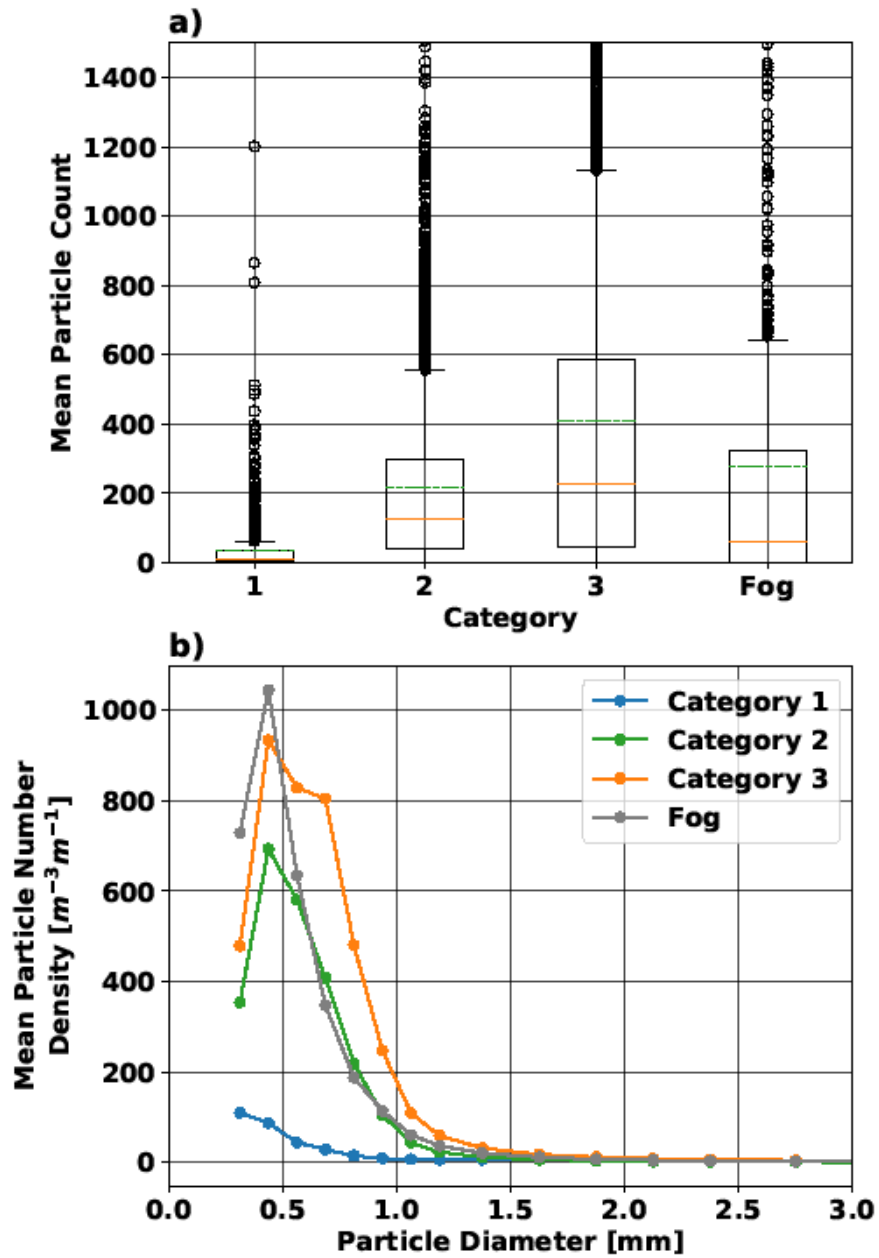 a)
1400
1200
1000
800
600
400
200
0
Mean Particle Count
1 2 3 Fog
Category
b)
1000
800
600
400
200
0
Mean Particle Number
Density [m⁻³m⁻¹]
Category 1
Category 2
Category 3
Fog
0.0 0.5 1.0 1.5 2.0 2.5 3.0
Particle Diameter [mm]